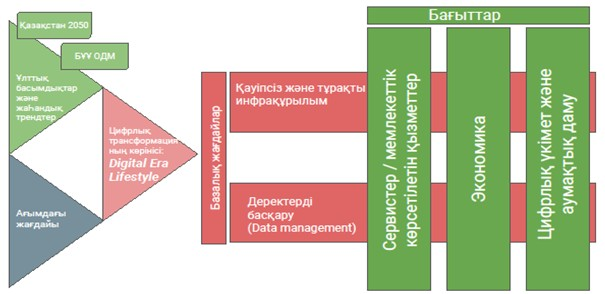 Қазақстан 2050
БҰҰ ОДМ
Ұлттық
басымдықтар
және
жаһандық
трендтер
Цифрлық
трансформация
ның көрінісі:
Digital Era
Lifestyle
Ағымдағы
жағдайы
Базалық жағдайлар
Қауіпсіз және тұрақты
инфрақұрылым
Деректерді
басқару
(Data management)
Бағыттар
Сервистер / мемлекеттік
көрсетілетін қызметтер
Экономика
Цифрлық үкімет және
аумақтық даму